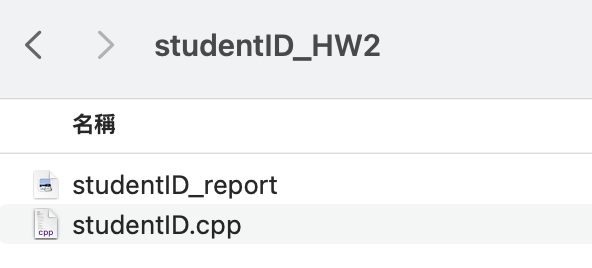 studentID_HW2
名稱
studentID_report
studentID.cpp
cpp